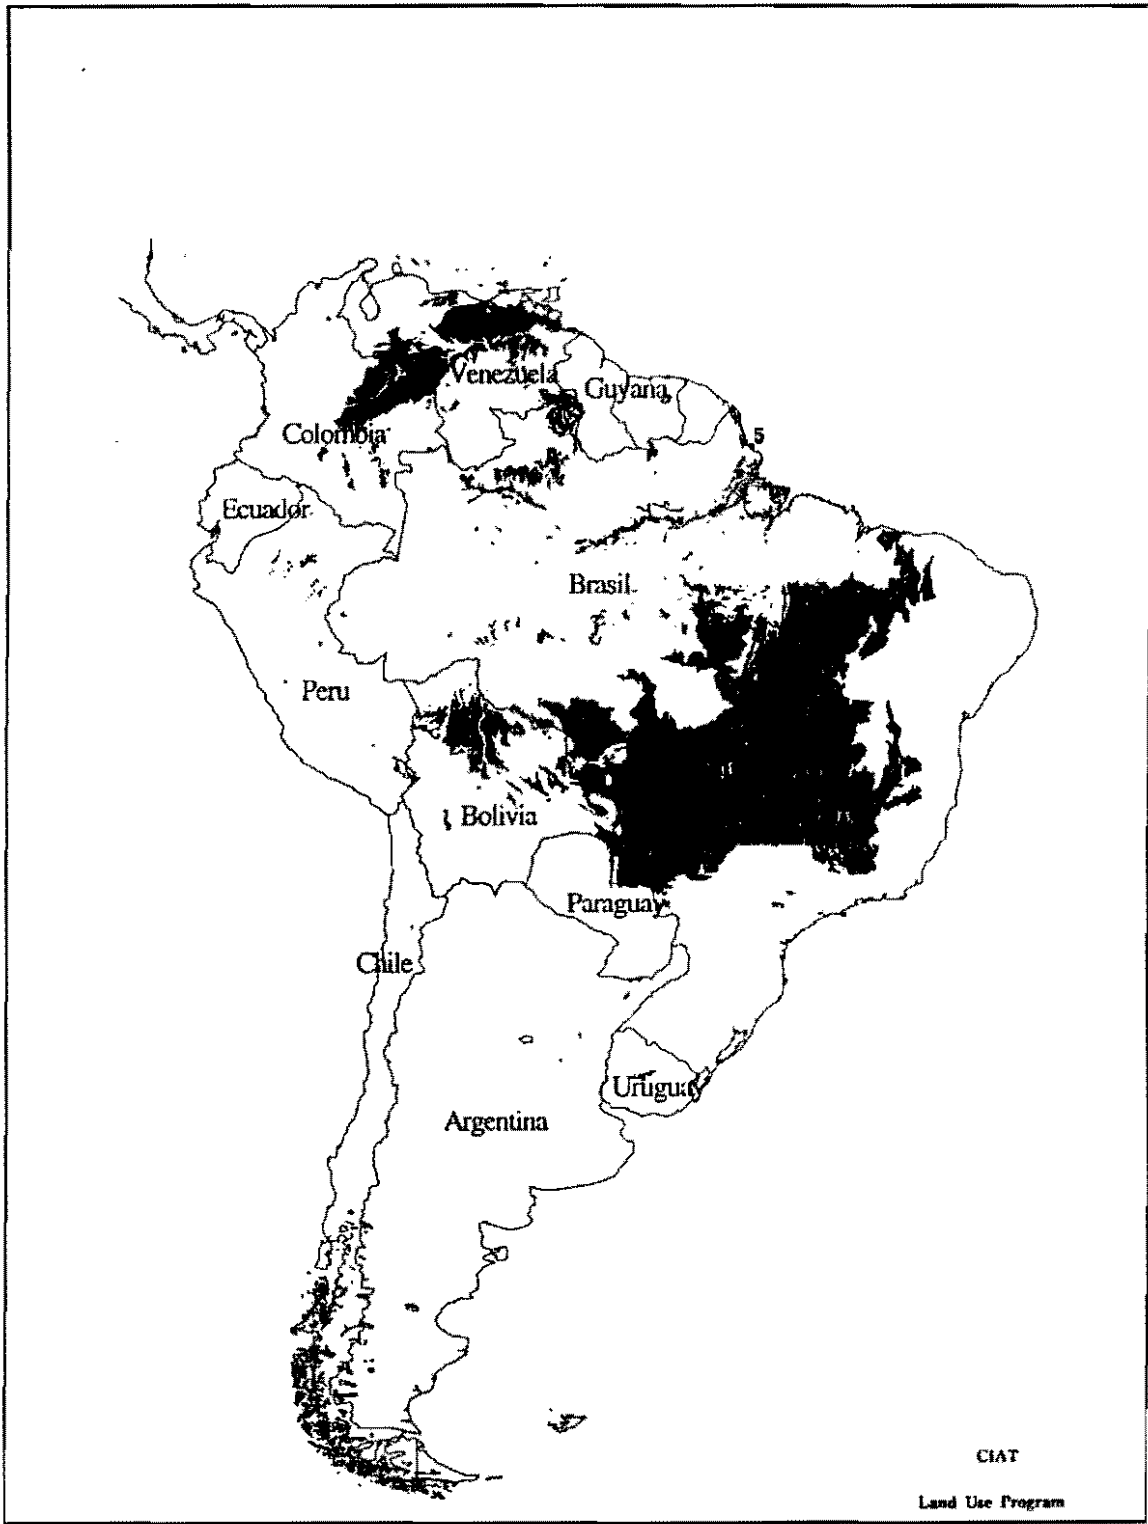 Venezuela
Guyana
Colombia
5
Ecuador
Brasil
Peru
Bolivia
Paraguay
Chile
Uruguay
Argentina
CIAT
Land Use Program